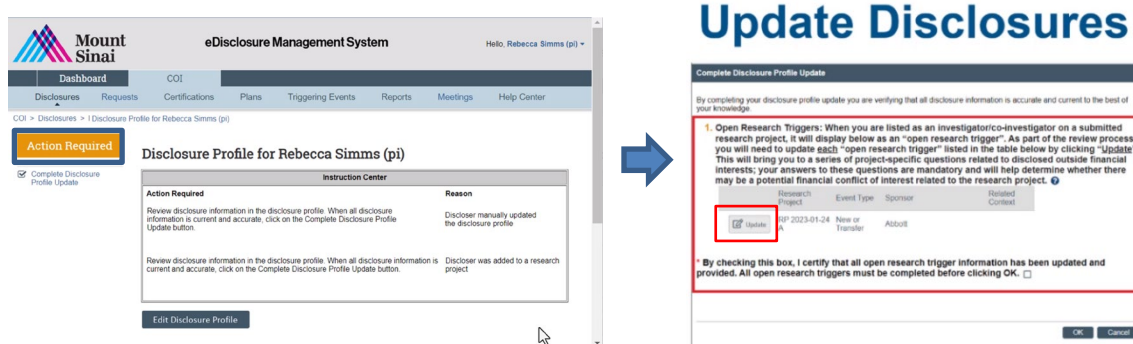 Mount
Sinai
eDisclosure Management System
Hello, Rebecca Simms (pi)
Dashboard COI
Disclosures Requests Certifications Plans Triggering Events Reports Meetings Help Center
COI > Disclosures > I Disclosure Profile for Rebecca Simms (pi)
Action Required
Complete Disclosure
Profile Update
Disclosure Profile for Rebecca Simms (pi)
Instruction Center
Action Required Reason
Review disclosure information in the disclosure profile. When all disclosure
information is current and accurate, click on the Complete Disclosure Profile
Update button.
Discloser manually updated
the disclosure profile
Review disclosure information in the disclosure profile. When all disclosure information is
current and accurate, click on the Complete Disclosure Profile Update button.
Discloser was added to a research
project
Edit Disclosure Profile
Update Disclosures
Complete Disclosure Profile Update
By completing your disclosure profile update you are verifying that all disclosure information is accurate and current to the best of
your knowledge.
1. Open Research Triggers: When you are listed as an investigator/co-investigator on a submitted
research project, it will display below as an "open research trigger". As part of the review process
you will need to update each "open research trigger" listed in the table below by clicking "Update"
This will bring you to a series of project-specific questions related to disclosed outside financial
interests; your answers to these questions are mandatory and will help determine whether there
may be a potential financial conflict of interest related to the research project.
Research
Project
Event Type
Sponsor
Related
Context
Update
RP 2023-01-24
A
New or
Transfer
Abbott
* By checking this box, I certify that all open research trigger information has been updated and
provided. All open research triggers must be completed before clicking OK.
OK Cancel